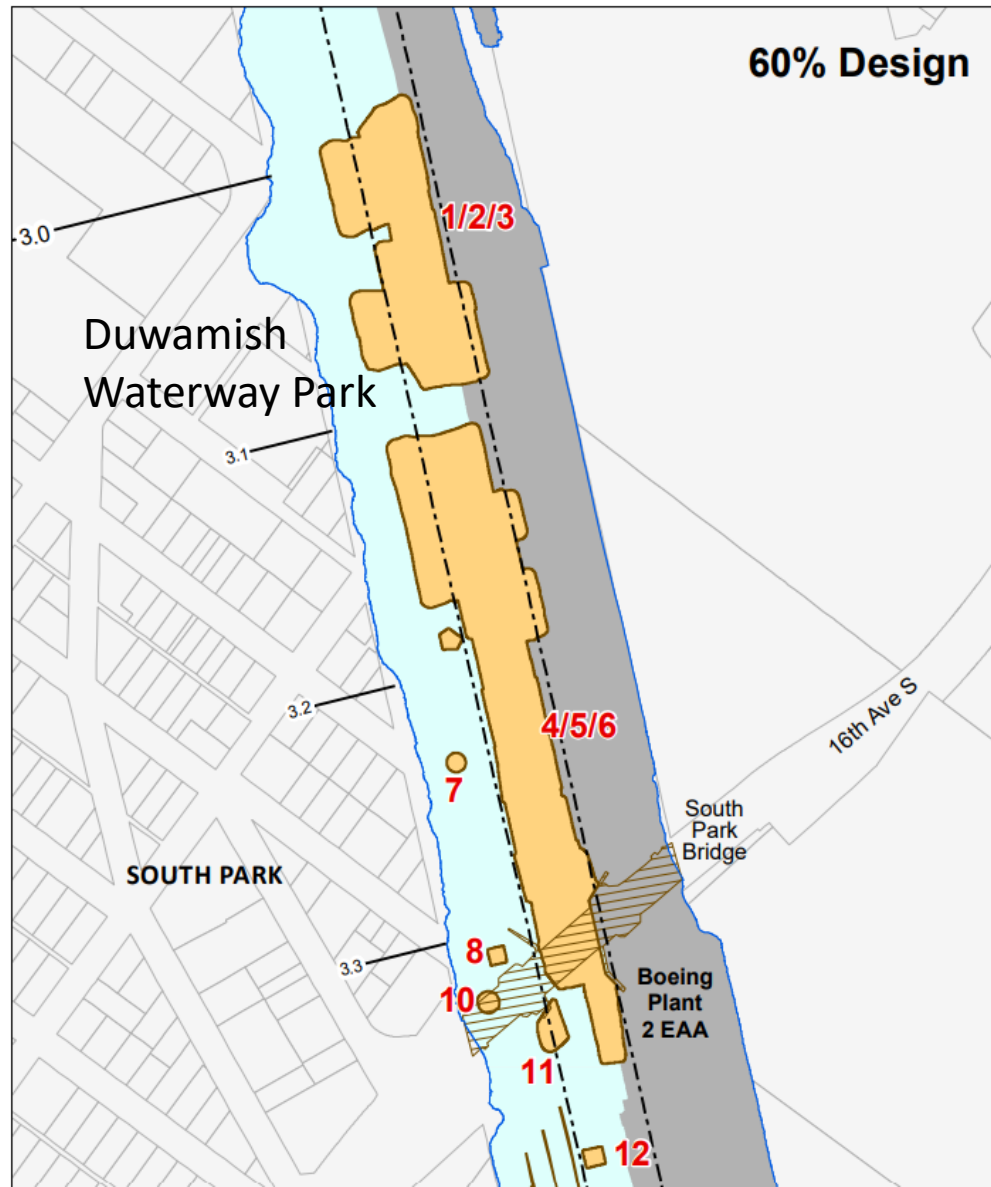 60% Design
1/2/3
3.0
Duwamish
Waterway Park
3.1
3.2
4/5/6
16th Ave S
7
South
Park
Bridge
SOUTH PARK
8
3.3
10
Boeing
Plant
2 EAA
11
12